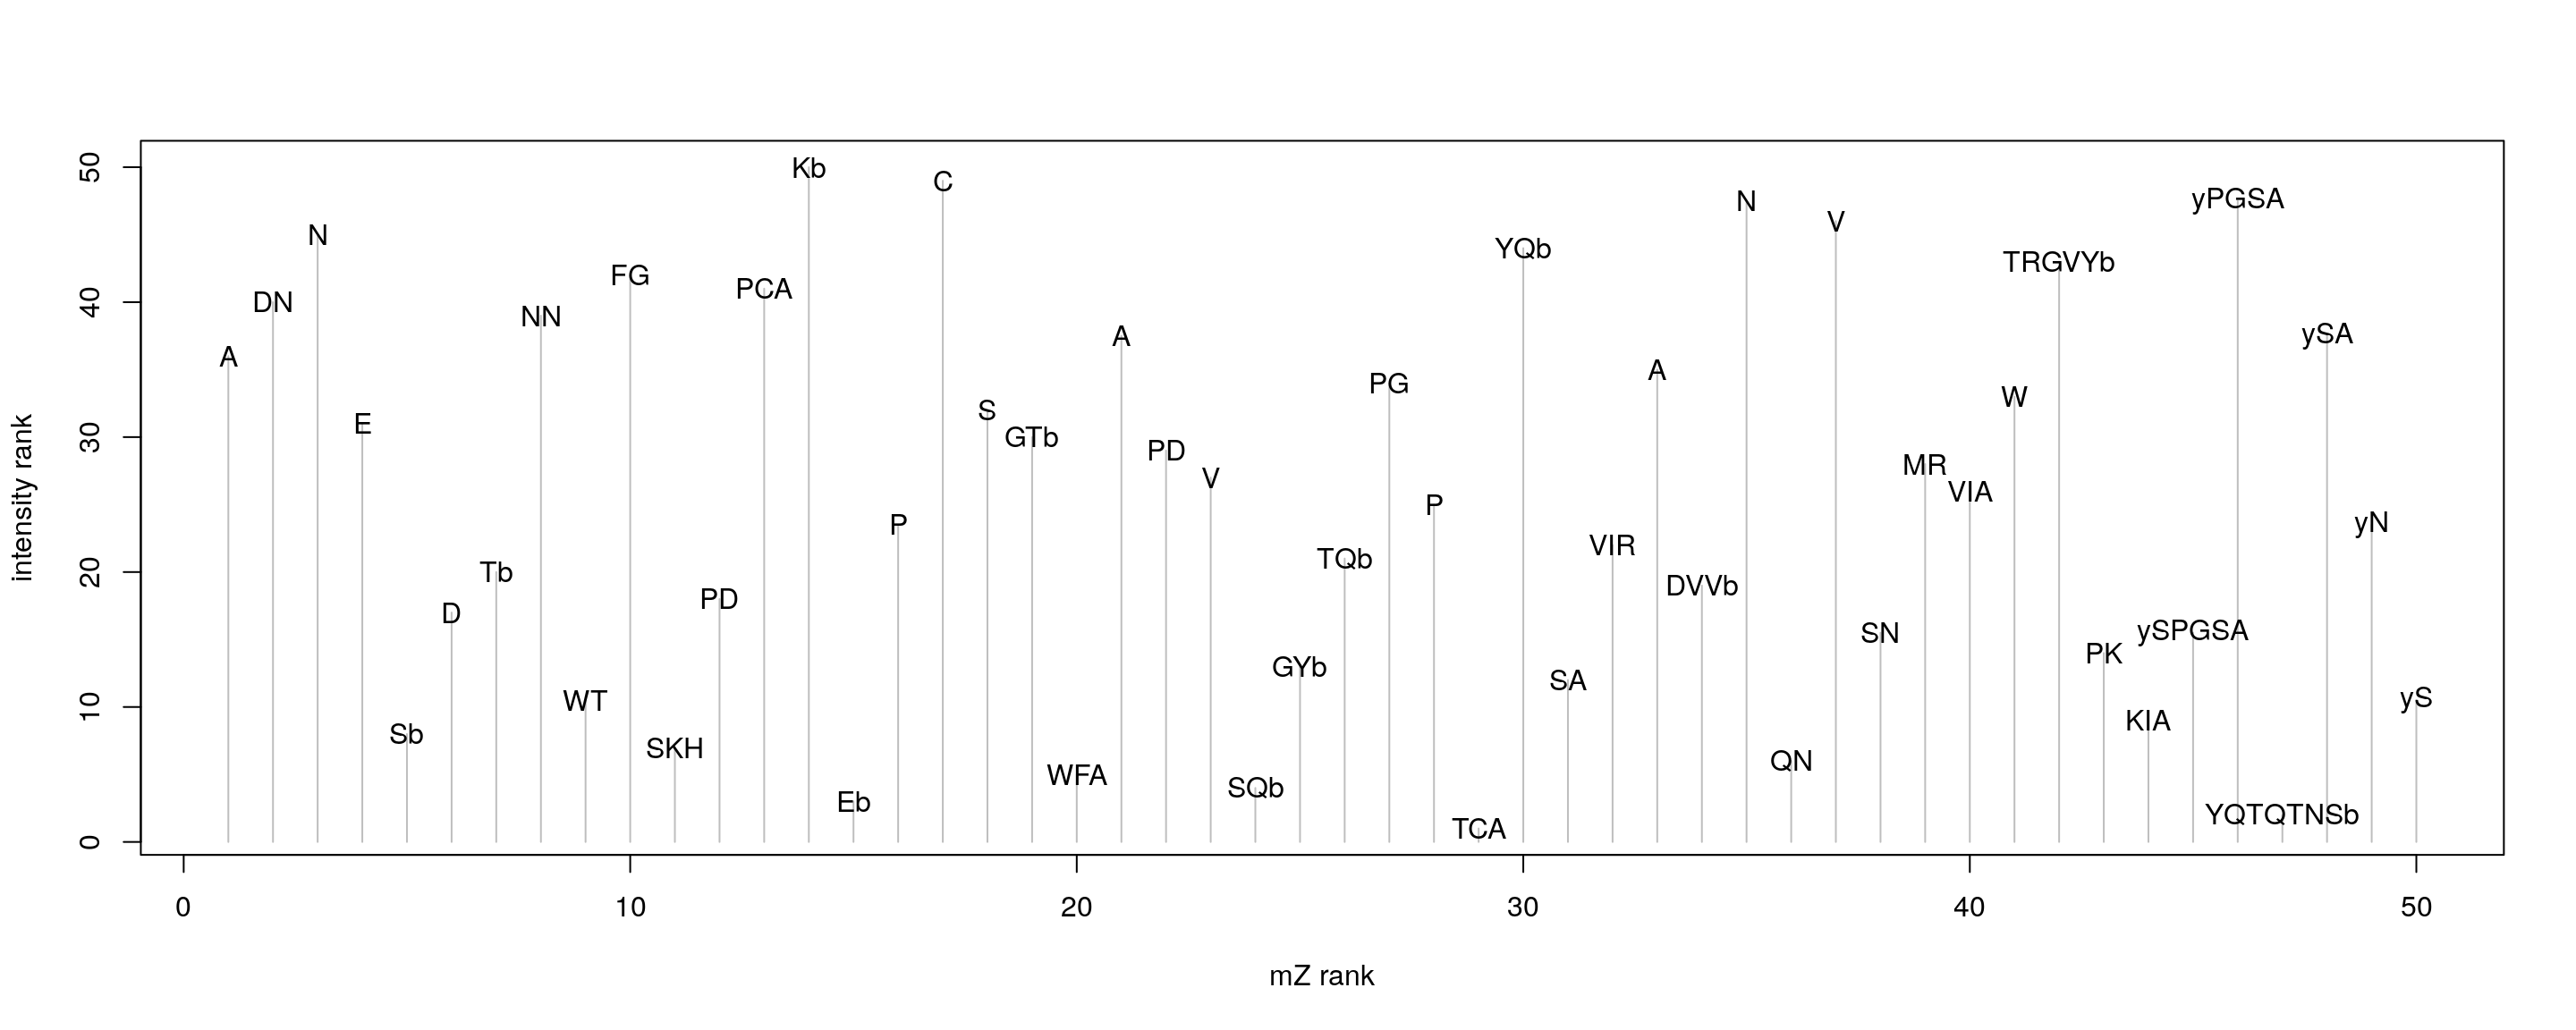 50
40
30
20
10
0
intensity rank
A
DN
N
E
Sb
D
Tb
NN
WT
FG
SKH
PD
PCA
Kb
Eb
P
C
S
GTb
WFA
A
PD
V
SQb
GYb
TQb
PG
P
TCA
YQb
SA
VIR
A
DVVb
N
QN
V
SN
MR
VIA
W
TRGVYb
PK
KIA
ySPGSA
yPGSA
YQTQTNSb
ySA
yN
yS
0
10
20
30
40
50
mZ rank